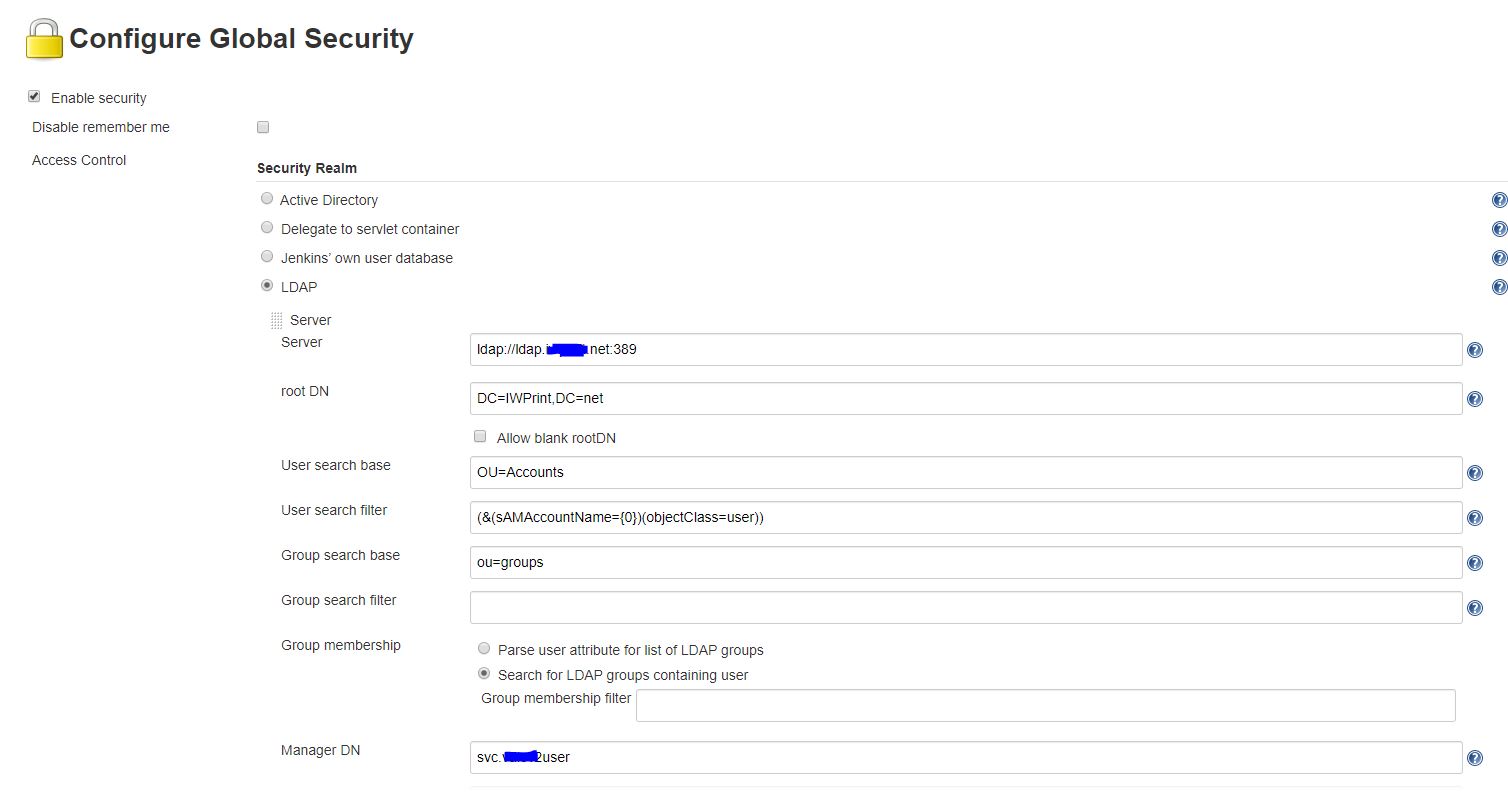 Configure Global Security
Enable security
Disable remember me
Access Control
Security Realm
Active Directory
Delegate to servlet container
Jenkins’ own user database
LDAP
Server
Server
ldap://ldap. .net:389
root DN
DC=IWPrint,DC=net
Allow blank rootDN
User search base
OU=Accounts
User search filter
(&(sAMAccountName={0})(objectClass=user))
Group search base
ou=groups
Group search filter
Group membership
Parse user attribute for list of LDAP groups
Search for LDAP groups containing user
Group membership filter
Manager DN
svc. 2user